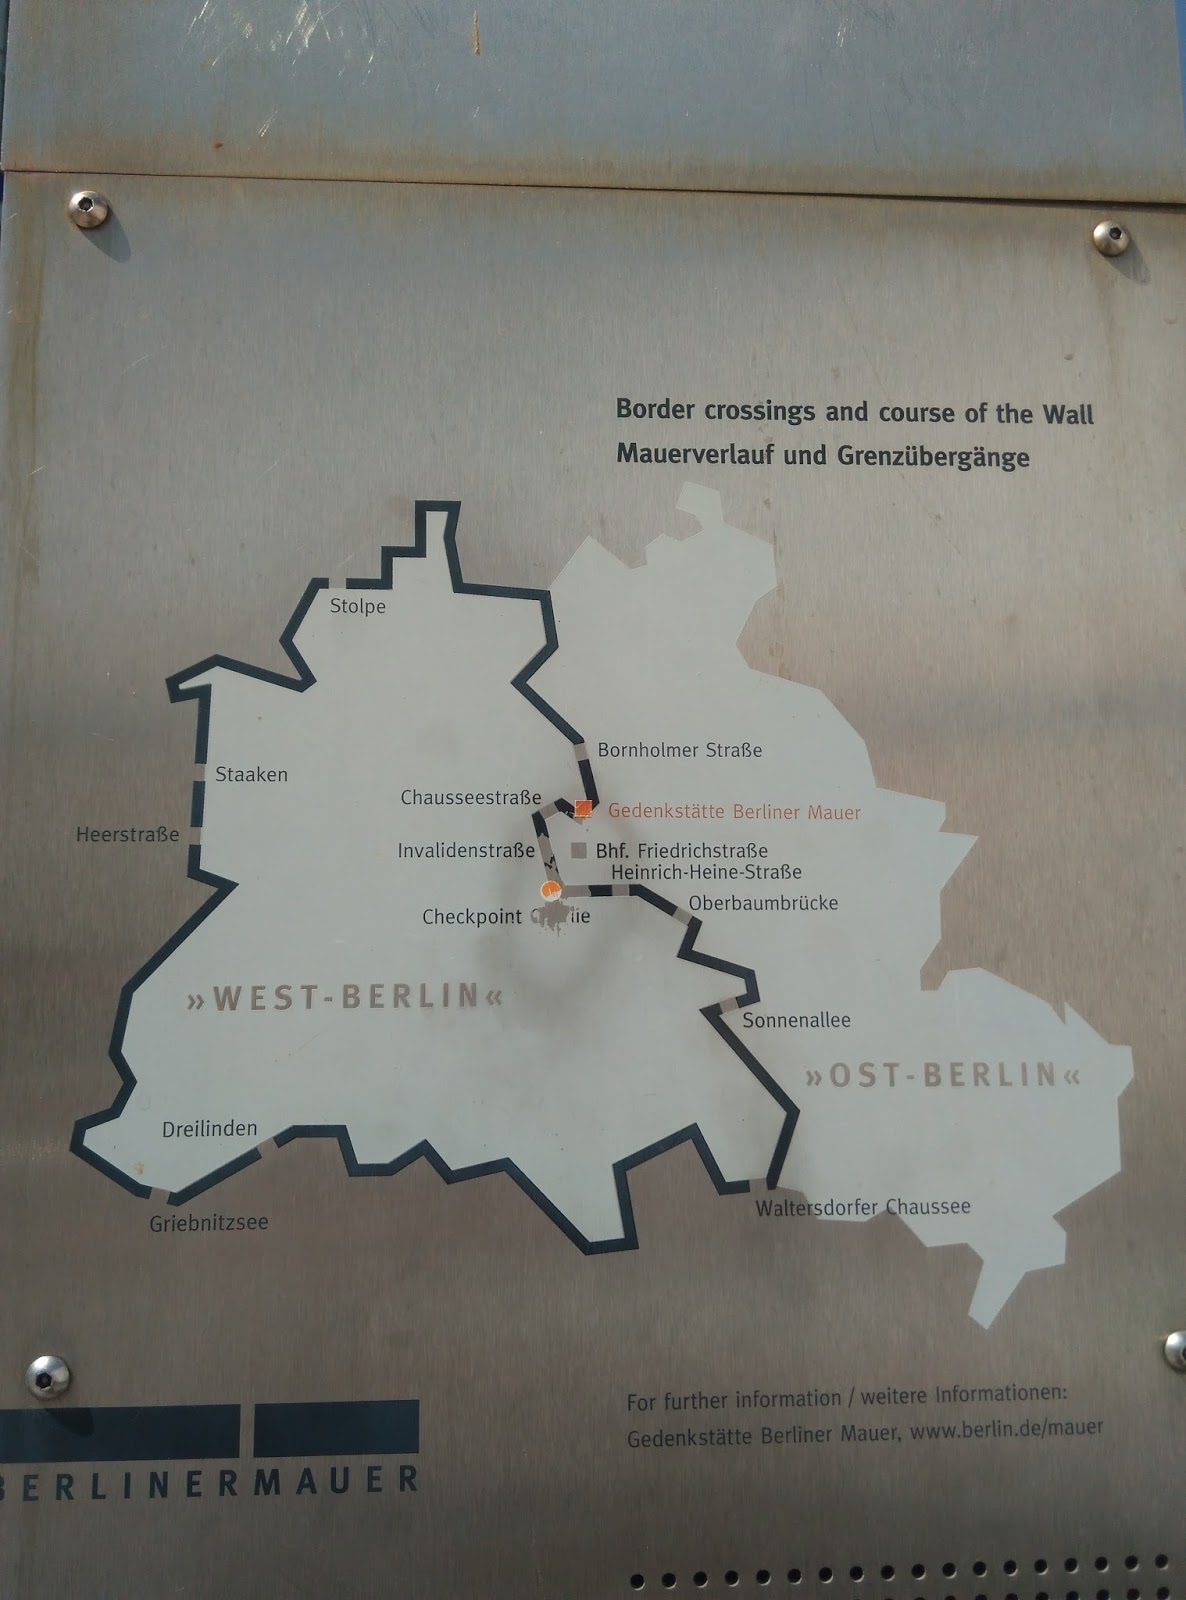 Border crossings and course of the Wall
Mauerverlauf und Grenzübergänge
Stolpe
Bornholmer Straße
Staaken
Chausseestraße
Gedenkstätte Berliner Mauer
Heerstraße
Invalidenstraße
Bhf. Friedrichstraße
Heinrich-Heine-Straße
Oberbaumbrücke
Checkpoint
»WEST-BERLIN«
Sonnenallee
»OST-BERLIN«
Dreilinden
Waltersdorfer Chaussee
Griebnitzsee
For further information / weitere Informationen:
Gedenkstätte Berliner Mauer, www.berlin.de/mauer
BERLINERMAUER